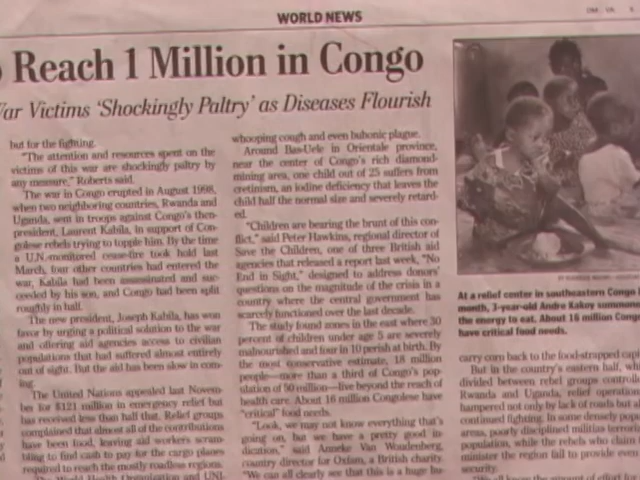 WORLD NEWS
DM VA
Reach 1 Million in Congo
War Victims 'Shockingly Paltry' as Diseases Flourish
but for the fighting.
"The attention and resources spent on the
victims of this war are shockingly paltry by
any measure," Roberts said.
The war in Congo erupted in August 1998,
when two neighboring countries, Rwanda and
Uganda, sent in troops against Congo's then-
president, Laurent Kabila, in support of Con-
golese rebels trying to topple him. By the time
a U.N.-monitored cease-fire took hold last
March, four other countries had entered the
war, Kabila had been assassinated and suc-
ceeded by his son, and Congo had been split
roughly in half.
The new president, Joseph Kabila, has won
favor by urging a political solution to the war
and offering aid agencies access to civilian
populations that had suffered almost entirely
out of sight. But the aid has been slow in com-
ing.
The United Nations appealed last Novem-
ber for $121 million in emergency relief but
has received less than half that. Relief groups
complained that almost all of the contributions
have been food, leaving aid workers scram-
bling to find cash to pay for the cargo planes
required to reach the mostly roadless regions.
The World Health Organization and UNI-
whooping cough and even bubonic plague.
Around Bas-Uele in Orientale province,
near the center of Congo's rich diamond-
mining area, one child out of 25 suffers from
cretinism, an iodine deficiency that leaves the
child half the normal size and severely retard-
ed.
"Children are bearing the brunt of this con-
flict," said Peter Hawkins, regional director of
Save the Children, one of three British aid
agencies that released a report last week, "No
End in Sight," designed to address donors'
questions on the magnitude of the crisis in a
country where the central government has
scarcely functioned over the last decade.
The study found zones in the east where 30
percent of children under age 5 are severely
malnourished and four in 10 perish at birth. By
the most conservative estimate, 18 million
people—more than a third of Congo's pop-
ulation of 50 million—live beyond the reach of
health care. About 16 million Congolese have
"critical" food needs.
"Look, we may not know everything's
going on, but we have a pretty good in-
dication," said Anneke Van Woudenberg,
country director for Oxfam, a British charity.
"We can all clearly see that this is a huge hu-
At a relief center in southeastern Congo
month, 3-year-old Andre Kakoy summons
the energy to eat. About 16 million Cong
have critical food needs.
carry corn back to the food-strapped cap
But in the country's eastern half, whi
divided between rebel groups control
Rwanda and Uganda, relief operation
hampered not only by lack of roads but al
continued fighting. In some densely popu
areas, poorly disciplined militias terrori
population, while the rebels who claim
minister the region fail to provide even
security.